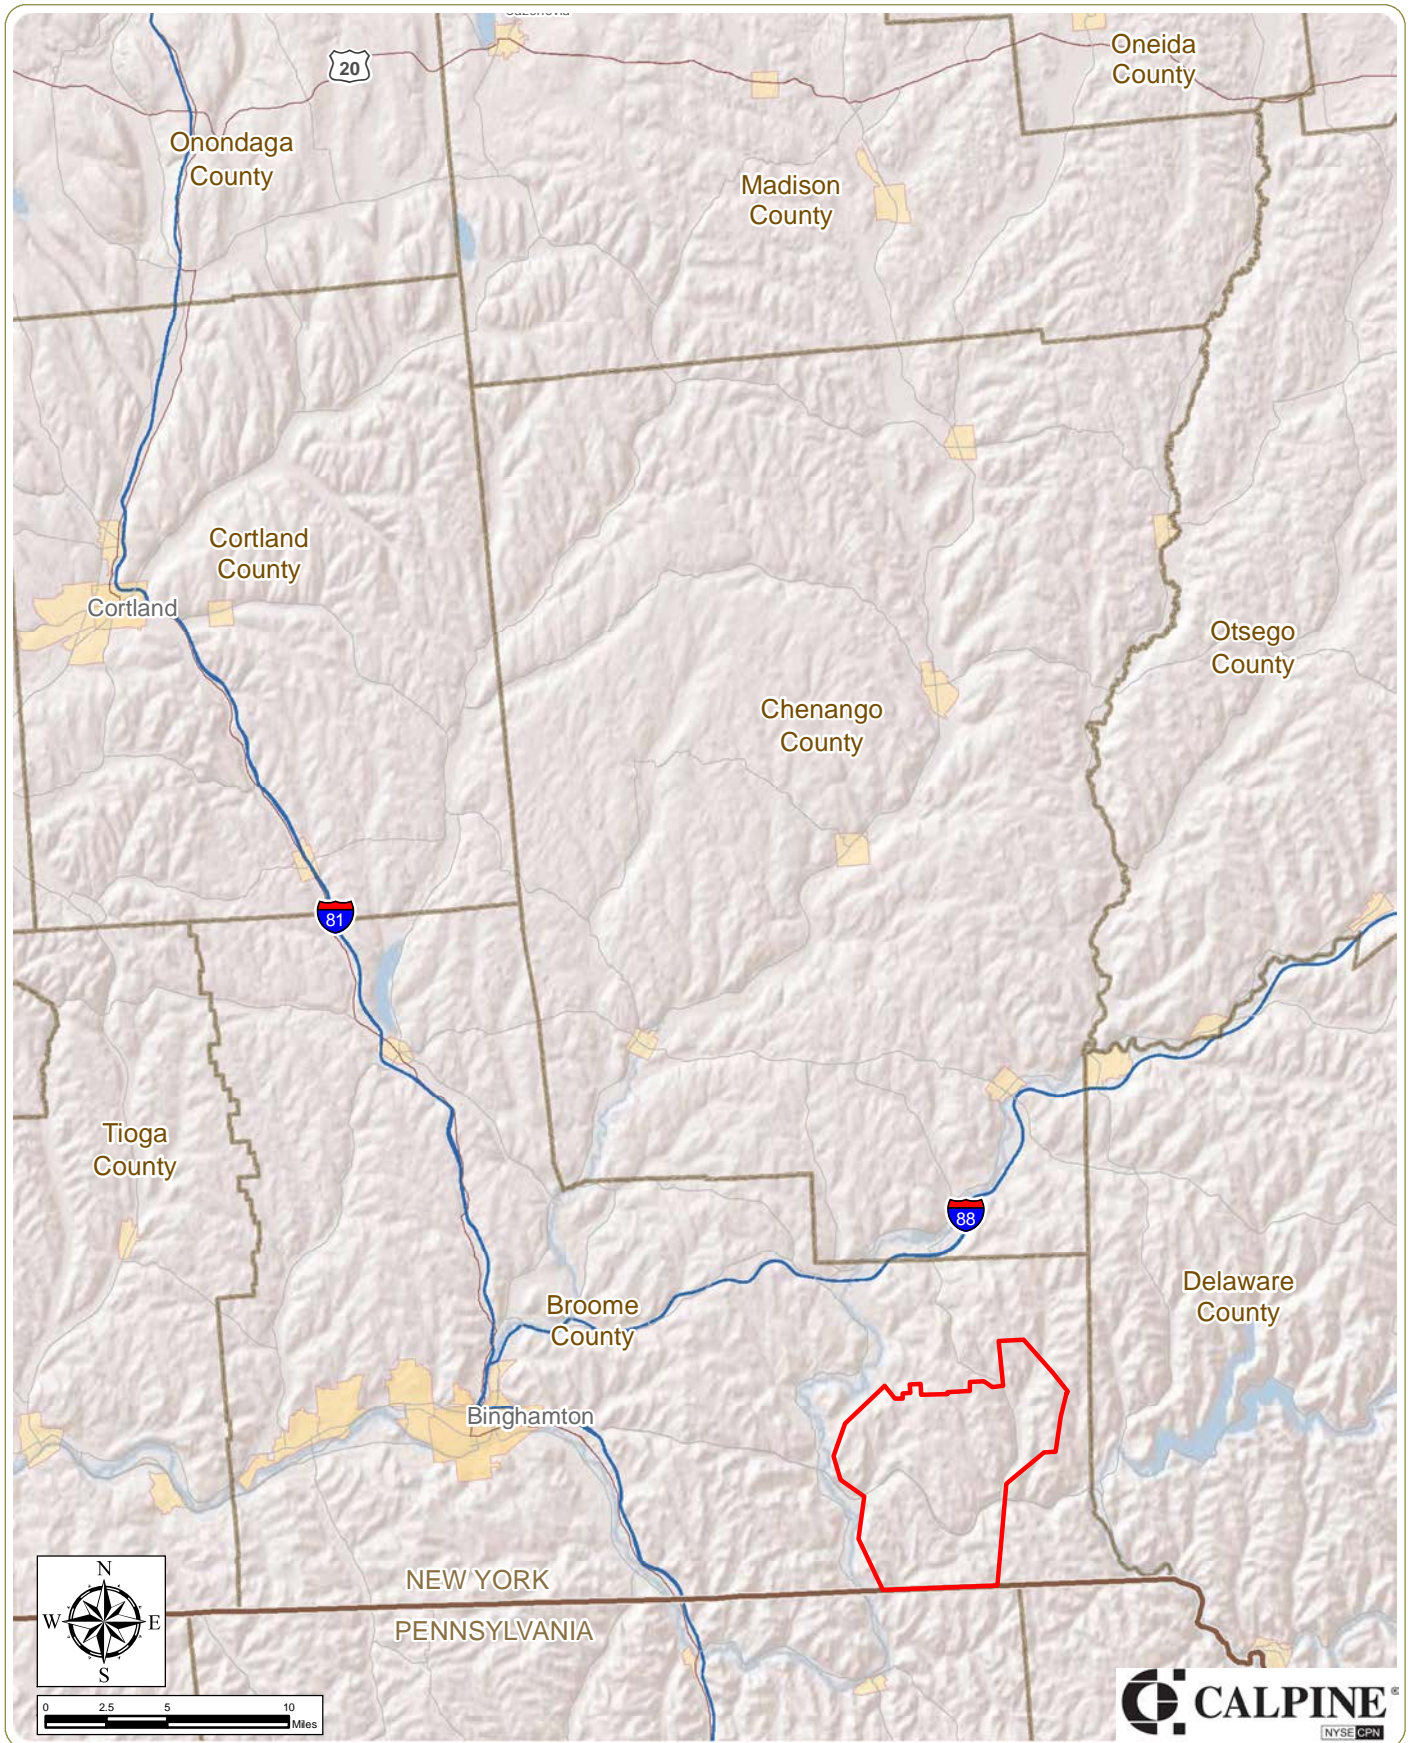 20
Oneida
County
Onondaga
County
Madison
County
Cortland
County
Cortland
Otsego
County
Chenango
County
81
Tioga
County
88
Broome
County
Delaware
County
Binghamton
NEW YORK
PENNSYLVANIA
N
W E
S
0 2.5 5 10
Miles
CALPINE®
NYSE CPN